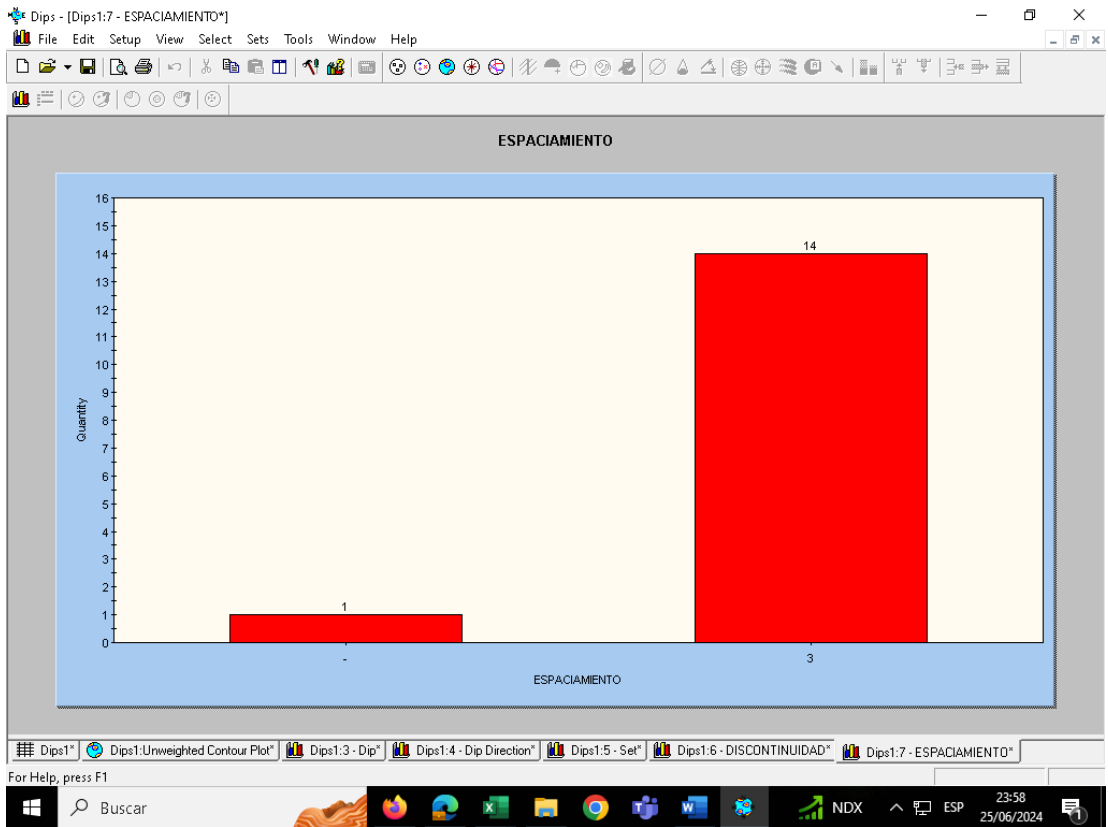 Dips - [Dips1:7 - ESPACIAMIENTO*]
File Edit Setup View Select Sets Tools Window Help
ESPACIAMIENTO
16
15
14
13
12
11
10
9
8
7
6
5
4
3
2
1
0
Quantity
1
14
-
3
ESPACIAMIENTO
Dips1* Dips1:Unweighted Contour Plot* Dips1:3 - Dip* Dips1:4 - Dip Direction* Dips1:5 - Set* Dips1:6 - DISCONTINUIDAD* Dips1:7 - ESPACIAMIENTO*
For Help, press F1
Buscar NDX ESP 23:58
25/06/2024
1